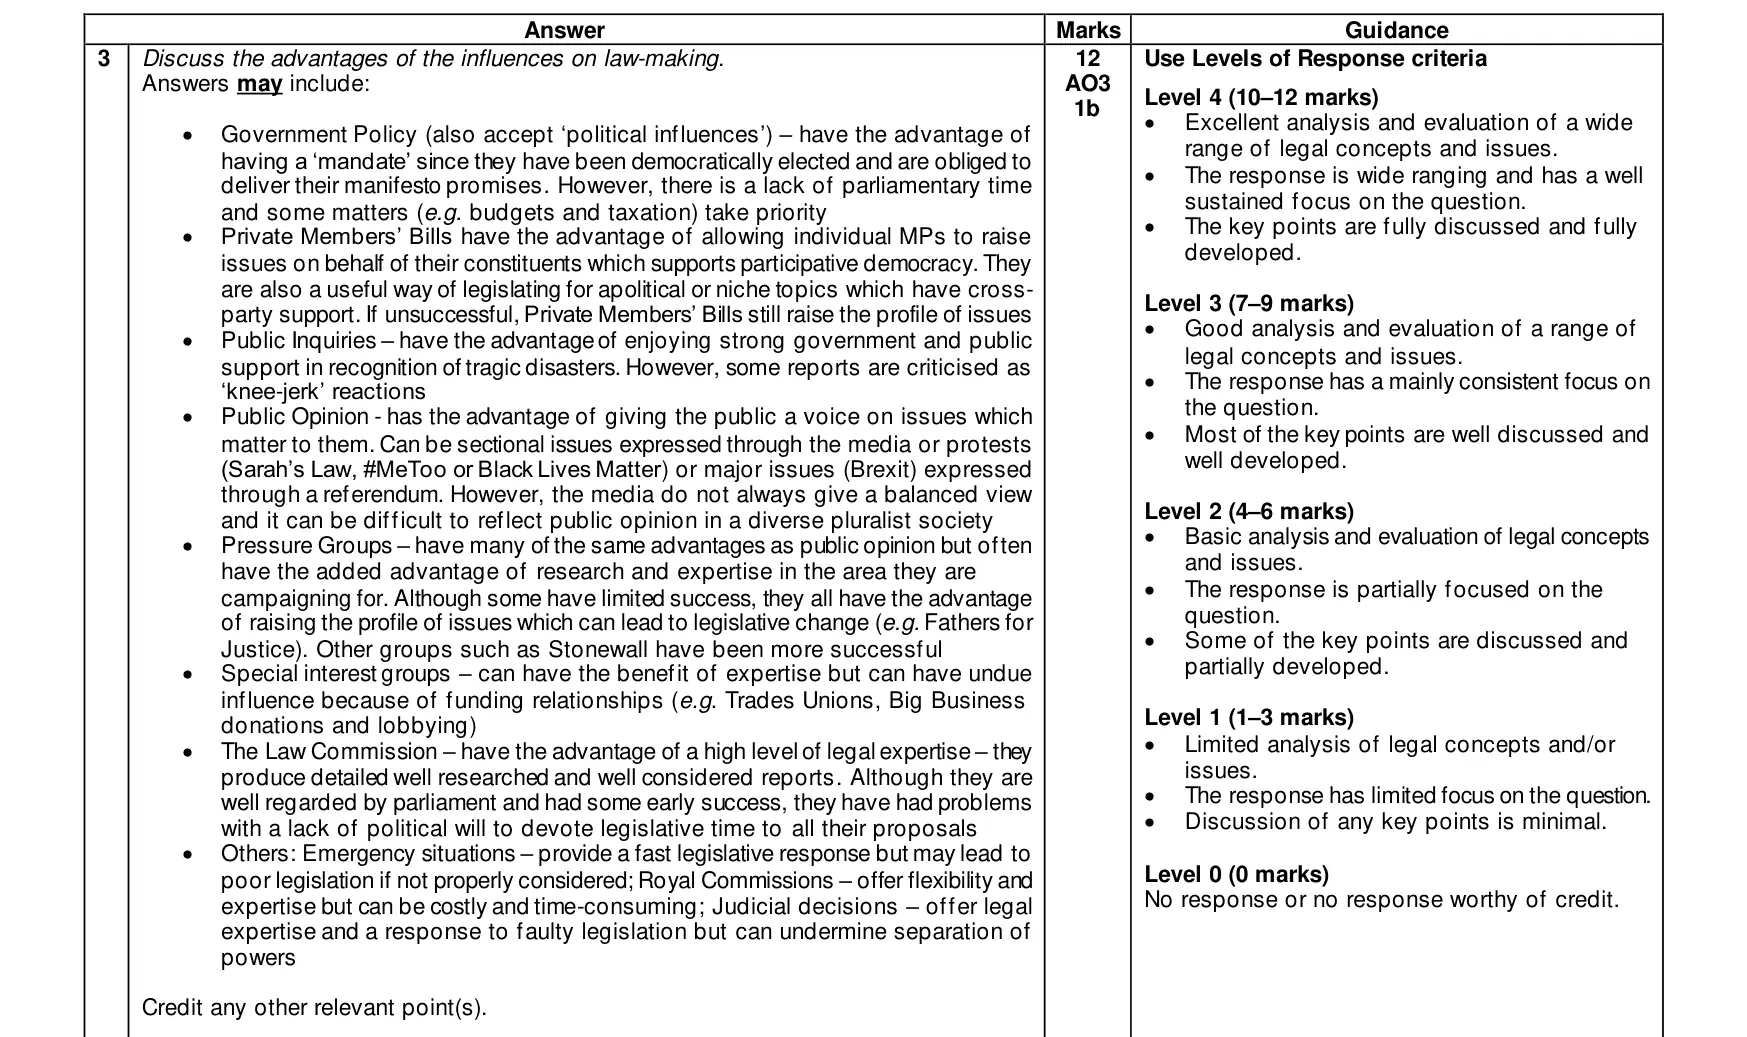 Answer
Marks
Guidance
3
Discuss the advantages of the influences on law-making.
Answers may include:
• Government Policy (also accept ‘political influences’) – have the advantage of
having a ‘mandate’ since they have been democratically elected and are obliged to
deliver their manifesto promises. However, there is a lack of parliamentary time
and some matters (e.g. budgets and taxation) take priority
• Private Members’ Bills have the advantage of allowing individual MPs to raise
issues on behalf of their constituents which supports participative democracy. They
are also a useful way of legislating for apolitical or niche topics which have cross-
party support. If unsuccessful, Private Members’ Bills still raise the profile of issues
• Public Inquiries – have the advantage of enjoying strong government and public
support in recognition of tragic disasters. However, some reports are criticised as
‘knee-jerk’ reactions
• Public Opinion - has the advantage of giving the public a voice on issues which
matter to them. Can be sectional issues expressed through the media or protests
(Sarah’s Law, #MeToo or Black Lives Matter) or major issues (Brexit) expressed
through a referendum. However, the media do not always give a balanced view
and it can be difficult to reflect public opinion in a diverse pluralist society
• Pressure Groups – have many of the same advantages as public opinion but often
have the added advantage of research and expertise in the area they are
campaigning for. Although some have limited success, they all have the advantage
of raising the profile of issues which can lead to legislative change (e.g. Fathers for
Justice). Other groups such as Stonewall have been more successful
• Special interest groups – can have the benefit of expertise but can have undue
influence because of funding relationships (e.g. Trades Unions, Big Business
donations and lobbying)
• The Law Commission – have the advantage of a high level of legal expertise – they
produce detailed well researched and well considered reports. Although they are
well regarded by parliament and had some early success, they have had problems
with a lack of political will to devote legislative time to all their proposals
• Others: Emergency situations – provide a fast legislative response but may lead to
poor legislation if not properly considered; Royal Commissions – offer flexibility and
expertise but can be costly and time-consuming; Judicial decisions – offer legal
expertise and a response to faulty legislation but can undermine separation of
powers
Credit any other relevant point(s).
12
AO3
1b
Use Levels of Response criteria
Level 4 (10–12 marks)
• Excellent analysis and evaluation of a wide
range of legal concepts and issues.
• The response is wide ranging and has a well
sustained focus on the question.
• The key points are fully discussed and fully
developed.
Level 3 (7–9 marks)
• Good analysis and evaluation of a range of
legal concepts and issues.
• The response has a mainly consistent focus on
the question.
• Most of the key points are well discussed and
well developed.
Level 2 (4–6 marks)
• Basic analysis and evaluation of legal concepts
and issues.
• The response is partially focused on the
question.
• Some of the key points are discussed and
partially developed.
Level 1 (1–3 marks)
• Limited analysis of legal concepts and/or
issues.
• The response has limited focus on the question.
• Discussion of any key points is minimal.
Level 0 (0 marks)
No response or no response worthy of credit.